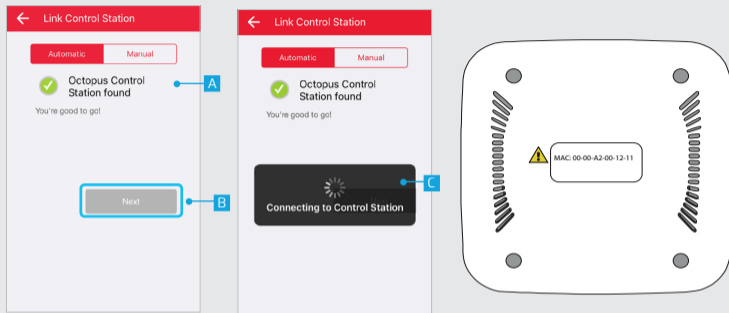 Link Control Station
Automatic
Manual
Octopus Control
Station found
You're good to go!
A
Next
B
Link Control Station
Automatic
Manual
Octopus Control
Station found
You're good to go!
C
Connecting to Control Station
MAC: 00-00-A2-00-12-11